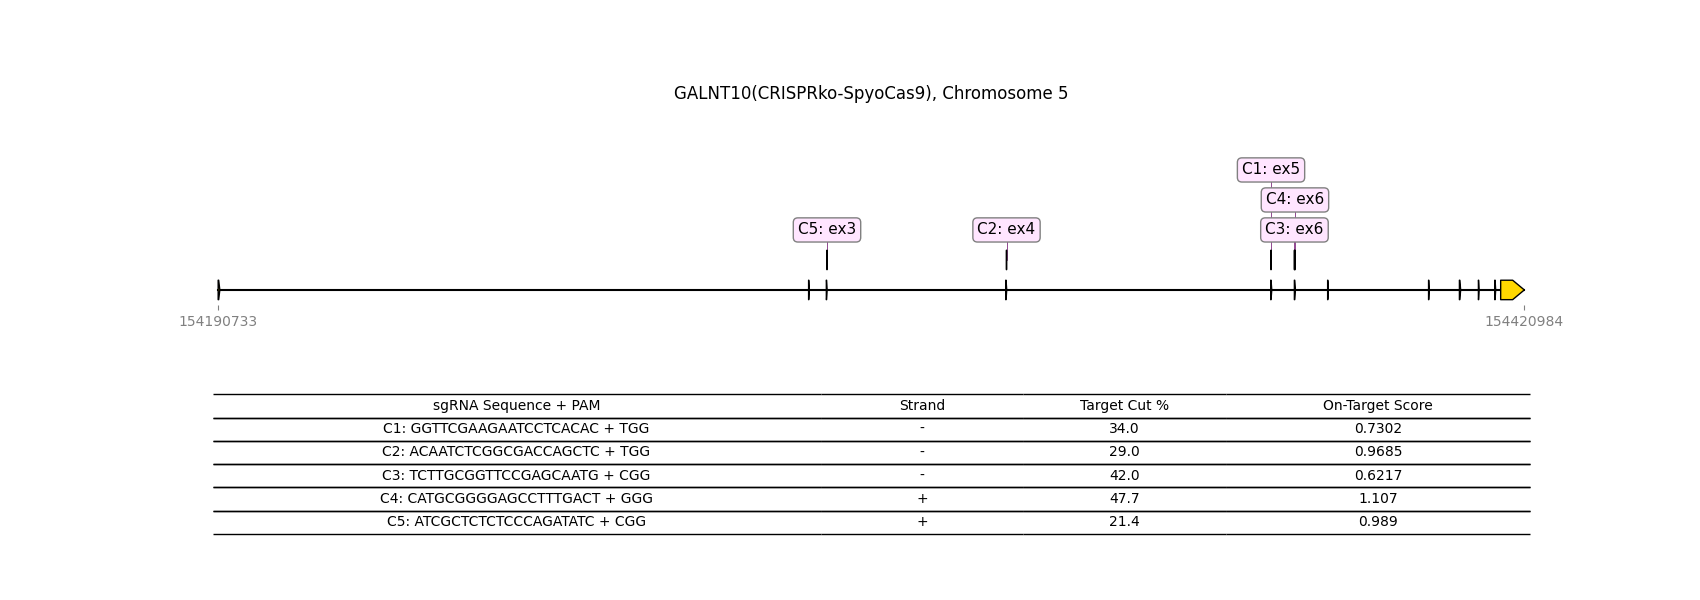 GALNT10(CRISPRko-SpyoCas9), Chromosome 5
C1: ex5
C4: ex6
C5: ex3 C2: ex4 C3: ex6
154190733 154420984
sgRNA Sequence + PAM Strand Target Cut % On-Target Score
C1: GGTTCGAAGAATCCTCACAC + TGG - 34.0 0.7302
C2: ACAATCTCGGCGACCAGCTC + TGG - 29.0 0.9685
C3: TCTTGCGGTTCCGAGCAATG + CGG - 42.0 0.6217
C4: CATGCGGGGAGCCTTTGACT + GGG + 47.7 1.107
C5: ATCGCTCTCTCCCAGATATC + CGG + 21.4 0.989